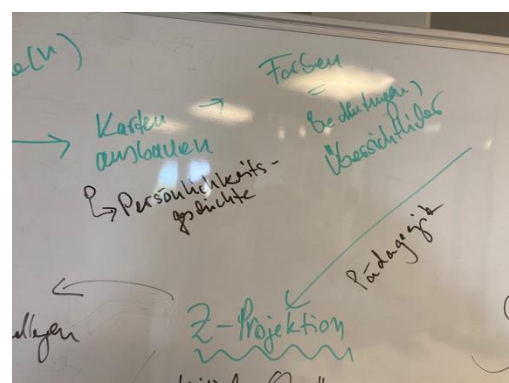 Farben
=
Bedeutungen)
Übersichtlicher
Karten
ausbauen
Persönlichkeits-
geschichte
Pädagogik
Z-Projektion